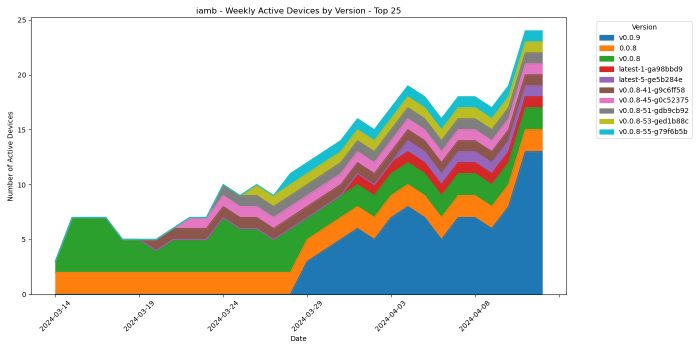 iamb - Weekly Active Devices by Version - Top 25
Number of Active Devices
25
20
15
10
5
0
2024-03-14
2024-03-19
2024-03-24
2024-03-29
2024-04-03
2024-04-08
Date
Version
v0.0.9
0.0.8
v0.0.8
latest-1-ga98bbd9
latest-5-ge5b284e
v0.0.8-41-g9c6ff58
v0.0.8-45-g0c52375
v0.0.8-51-gdb9cb92
v0.0.8-53-ged1b88c
v0.0.8-55-g79f6b5b